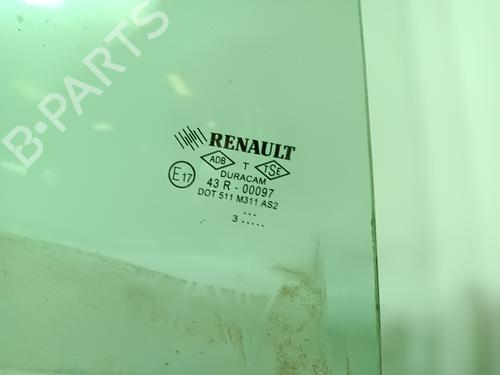 B-PARTS
RENAULT
ADB T TSE
DURACAM
E17 43 R - 00097
DOT 511 M311 AS2
...
3 .....